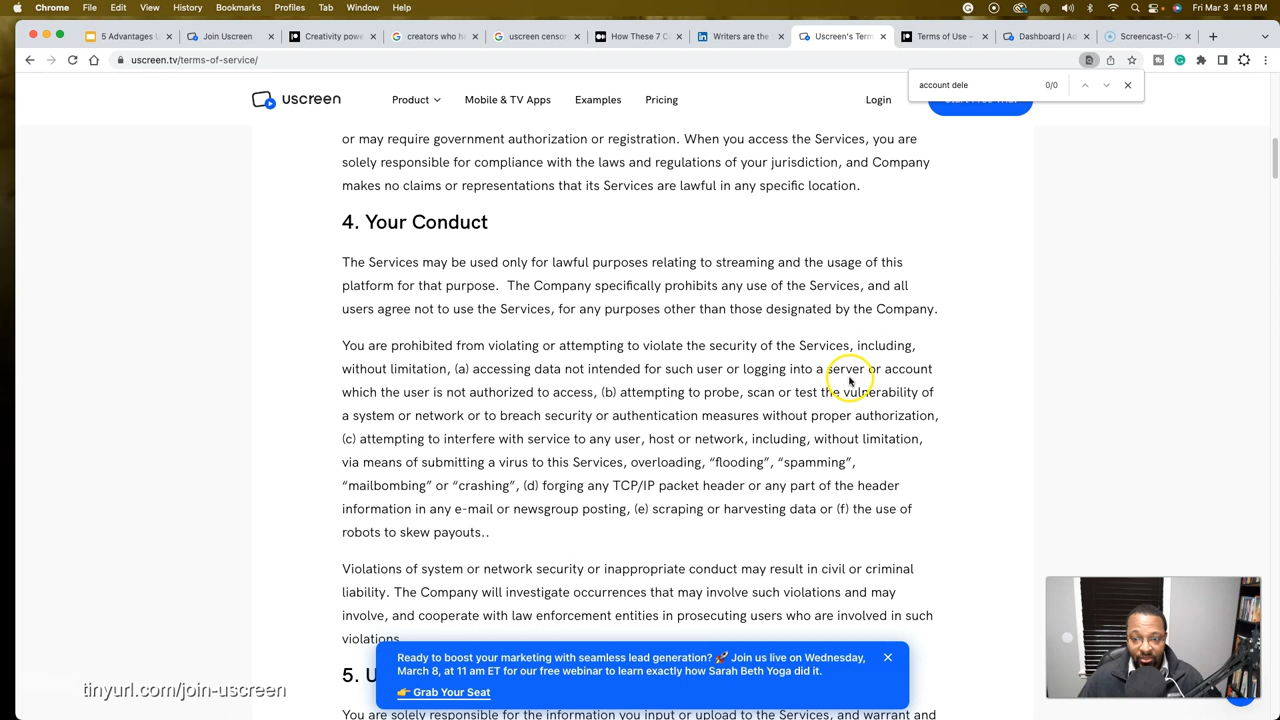 Chrome File Edit View History Bookmarks Profiles Tab Window Help Fri Mar 3 4:18 PM
5 Advantages U Join Uscreen Creativity pow creators who ha uscreen censor How These 7 C Writers are the Uscreen's Term Terms of Use - Dashboard | Ad Screencast-O-
uscreen.tv/terms-of-service/
account dele 0/0
uscreen Product Mobile & TV Apps Examples Pricing Login
or may require government authorization or registration. When you access the Services, you are
solely responsible for compliance with the laws and regulations of your jurisdiction, and Company
makes no claims or representations that its Services are lawful in any specific location.
4. Your Conduct
The Services may be used only for lawful purposes relating to streaming and the usage of this
platform for that purpose. The Company specifically prohibits any use of the Services, and all
users agree not to use the Services, for any purposes other than those designated by the Company.
You are prohibited from violating or attempting to violate the security of the Services, including,
without limitation, (a) accessing data not intended for such user or logging into a server or account
which the user is not authorized to access, (b) attempting to probe, scan or test the vulnerability of
a system or network or to breach security or authentication measures without proper authorization,
(c) attempting to interfere with service to any user, host or network, including, without limitation,
via means of submitting a virus to this Services, overloading, “flooding”, “spamming”,
“mailbombing” or “crashing”, (d) forging any TCP/IP packet header or any part of the header
information in any e-mail or newsgroup posting, (e) scraping or harvesting data or (f) the use of
robots to skew payouts..
Violations of system or network security or inappropriate conduct may result in civil or criminal
liability. The Company will investigate occurrences that may involve such violations and may
involve, and cooperate with law enforcement entities in prosecuting users who are involved in such
violations.
5. U
Ready to boost your marketing with seamless lead generation? 🚀 Join us live on Wednesday,
March 8, at 11 am ET for our free webinar to learn exactly how Sarah Beth Yoga did it.
👉 Grab Your Seat
tinyurl.com/join-uscreen
You are solely responsible for the information you input or upload to the Services, and warrant and